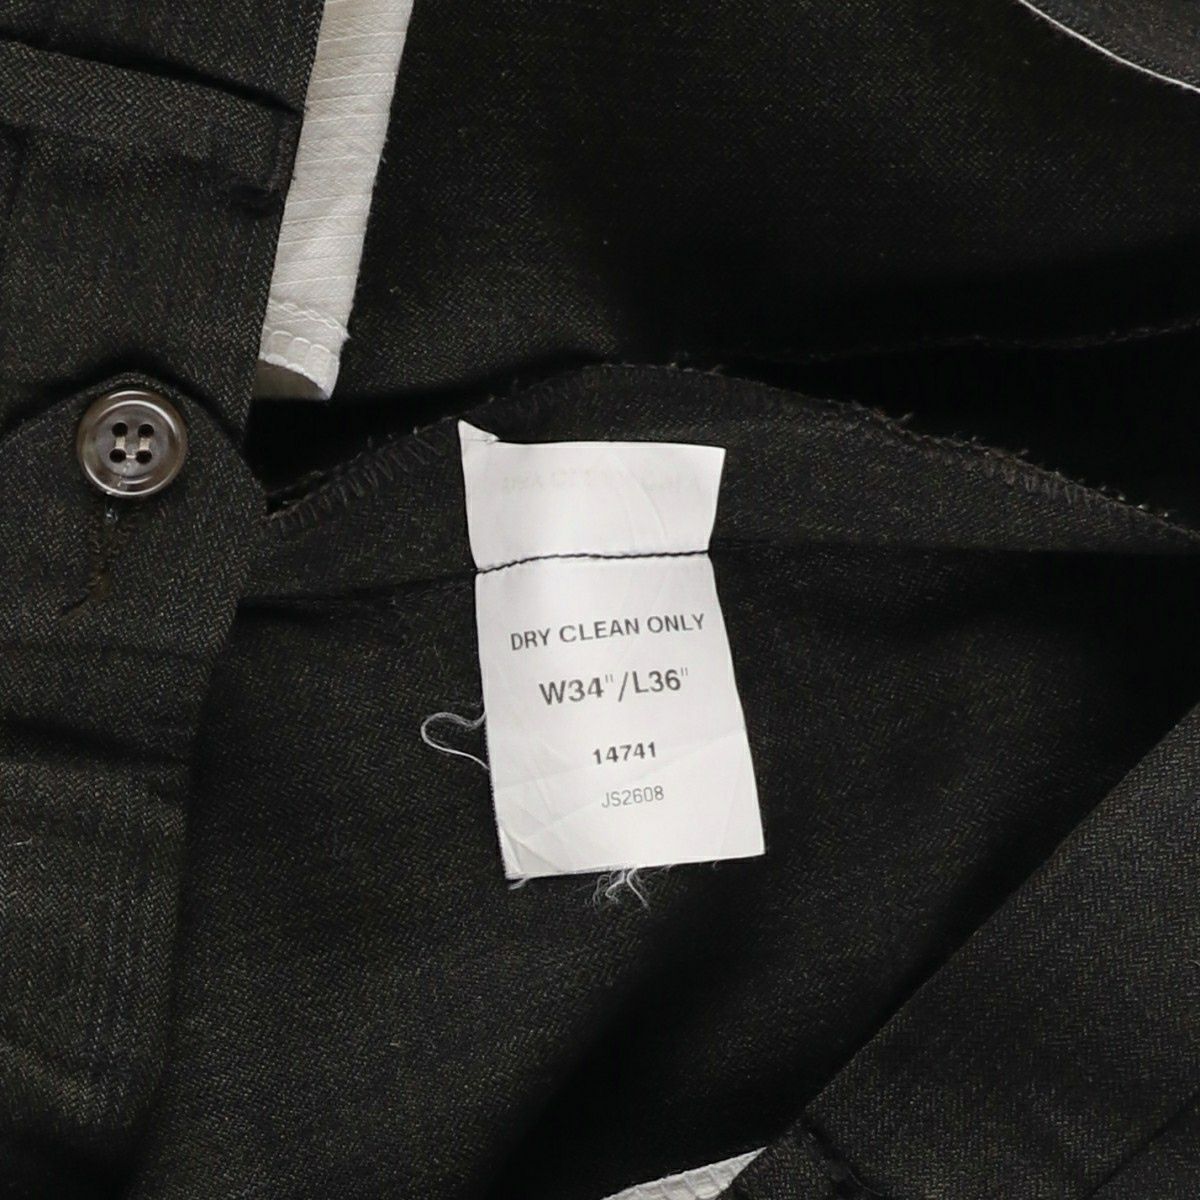 DRY CLEAN ONLY
W34"/L36"
14741
JS2608